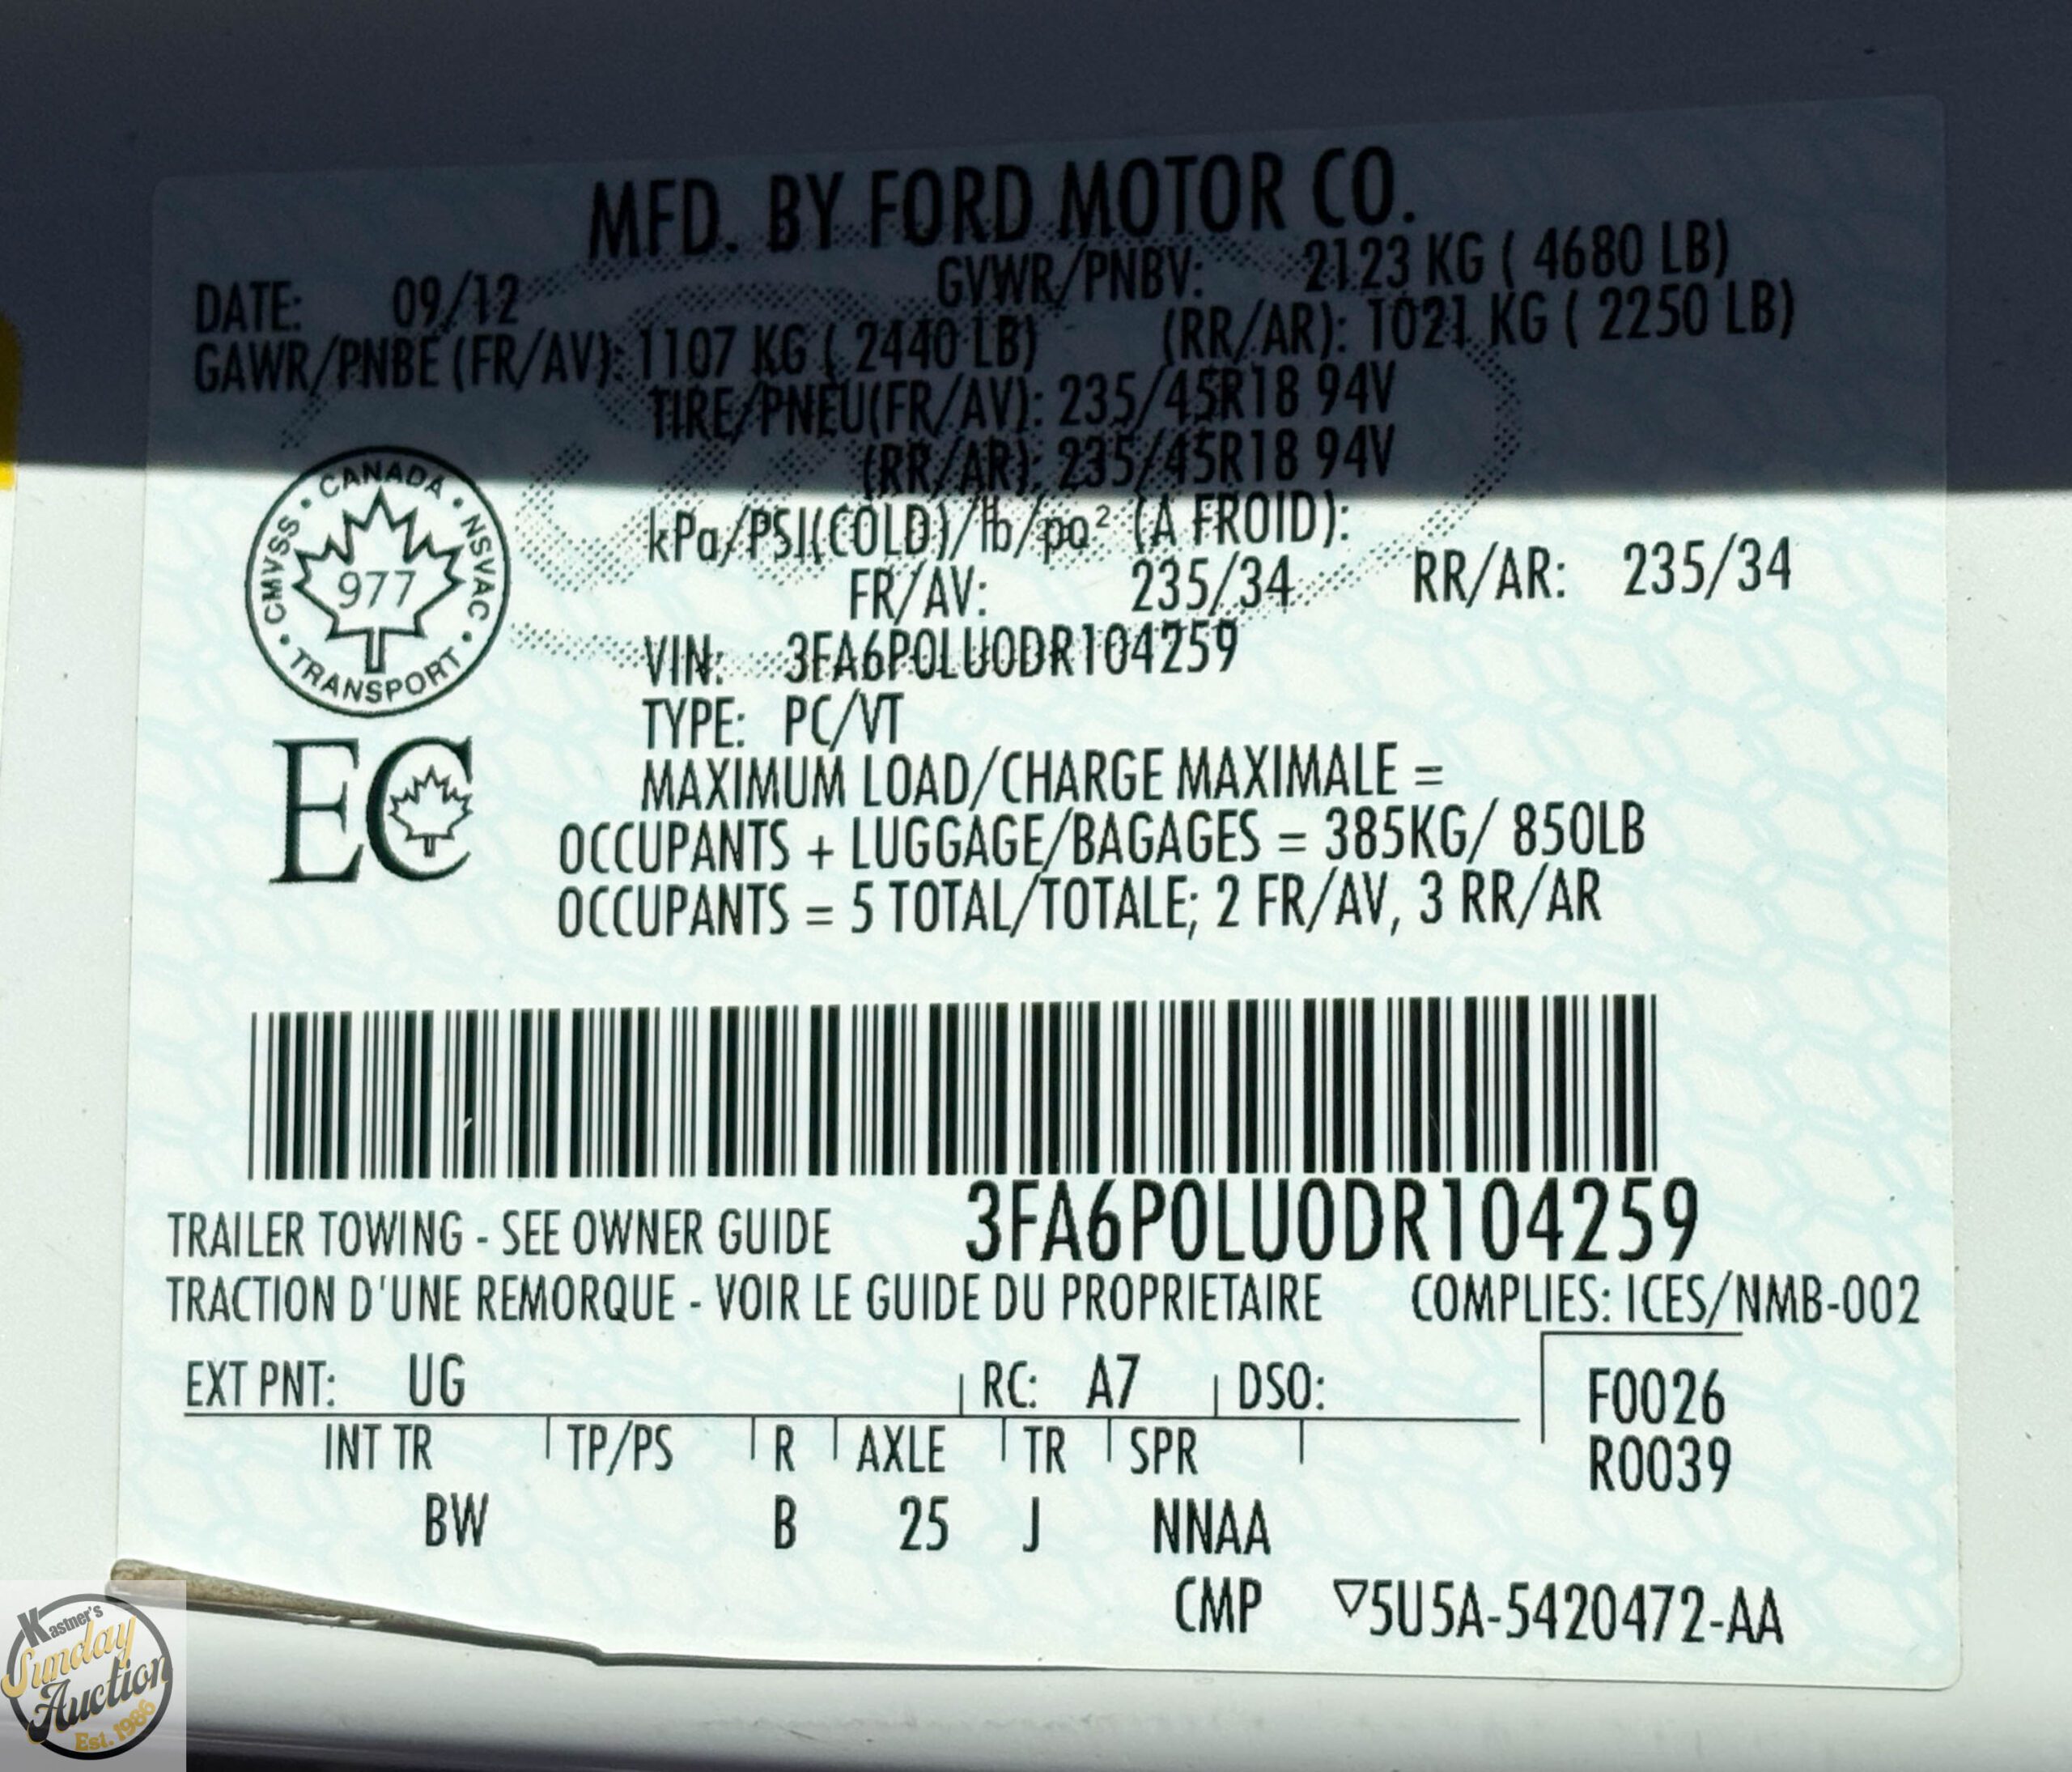 MFD. BY FORD MOTOR CO.
DATE: 09/12 GVWR/PNBV: 2123 KG ( 4680 LB)
GAWR/PNBE (FR/AV): 1107 KG ( 2440 LB) (RR/AR): 1021 KG ( 2250 LB)
TIRE/PNEU(FR/AV): 235/45R18 94V
(RR/AR): 235/45R18 94V
kPa/PSI(COLD)/lb/po² (A FROID):
FR/AV: 235/34 RR/AR: 235/34
CANADA • NSVAC • TRANSPORT • CMVSS •
977
VIN: 3FA6P0LU0DR104259
TYPE: PC/VT
EC
MAXIMUM LOAD/CHARGE MAXIMALE =
OCCUPANTS + LUGGAGE/BAGAGES = 385KG/ 850LB
OCCUPANTS = 5 TOTAL/TOTALE; 2 FR/AV, 3 RR/AR
TRAILER TOWING - SEE OWNER GUIDE 3FA6P0LU0DR104259
TRACTION D'UNE REMORQUE - VOIR LE GUIDE DU PROPRIETAIRE COMPLIES: ICES/NMB-002
EXT PNT: UG RC: A7 DSO: F0026
INT TR TP/PS R AXLE TR SPR R0039
BW B 25 J NNAA
CMP ▽5U5A-5420472-AA
Kastner's
Sunday
Auction
Est. 1986